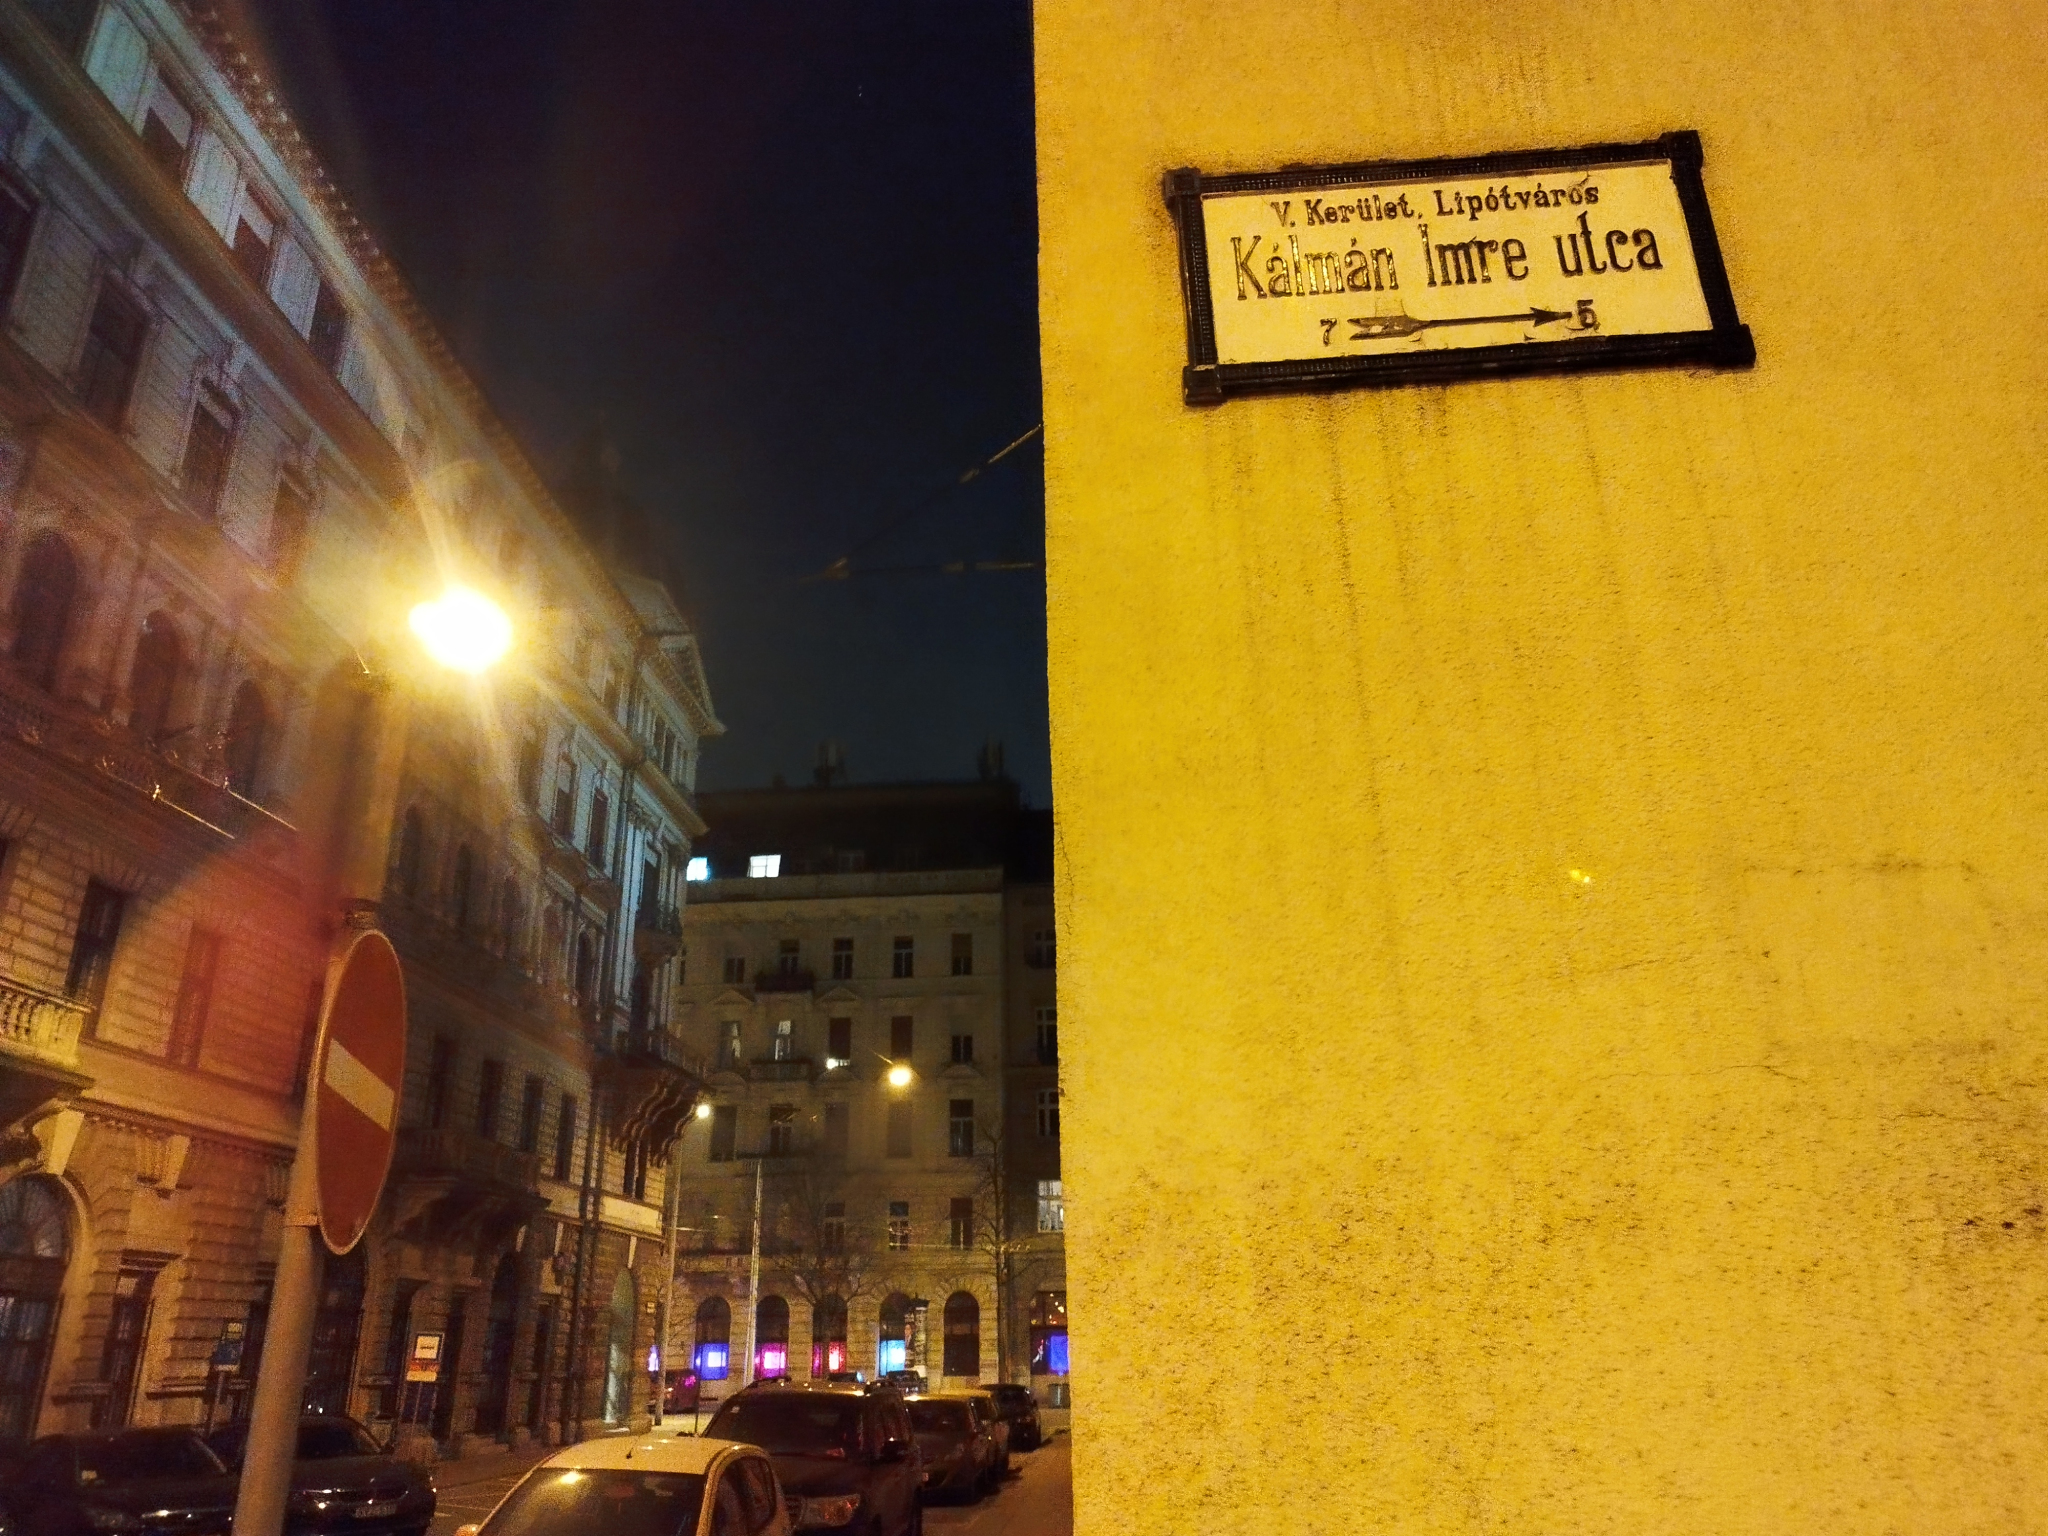 V. Kerület, Lipótváros
Kálmán Imre utca
7 5